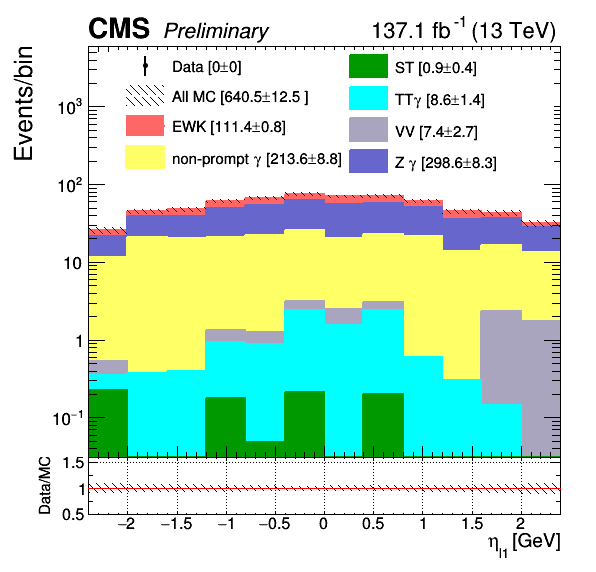 CMS Preliminary 137.1 fb⁻¹ (13 TeV)
Events/bin
Data [0±0]
All MC [640.5±12.5 ]
EWK [111.4±0.8]
non-prompt γ [213.6±8.8]
ST [0.9±0.4]
TTγ [8.6±1.4]
VV [7.4±2.7]
Z γ [298.6±8.3]
10³
10²
10
1
10⁻¹
Data/MC
1.5
1
0.5
−2 −1.5 −1 −0.5 0 0.5 1 1.5 2
η_l1 [GeV]